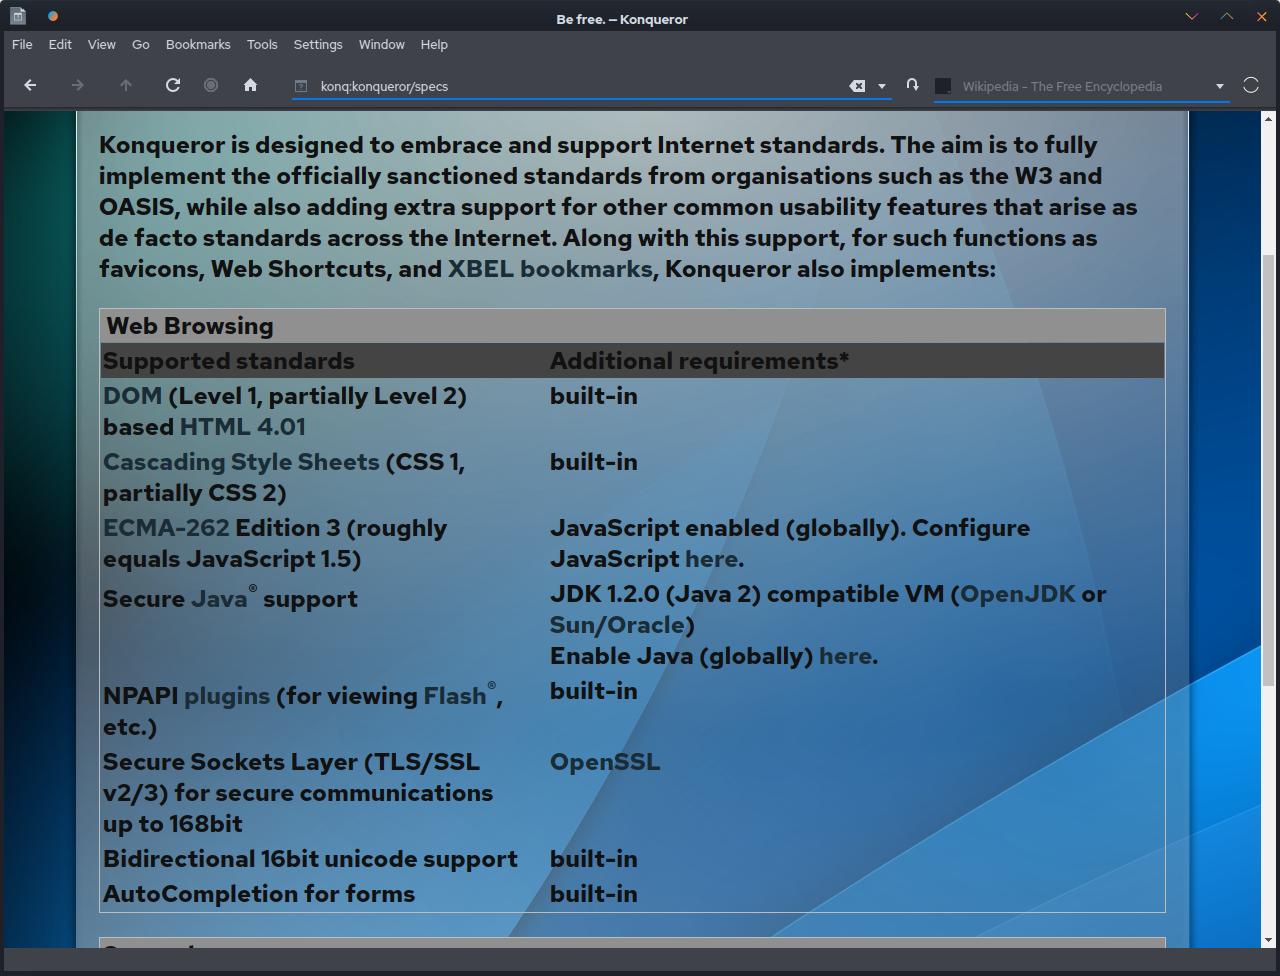 Be free. – Konqueror
File Edit View Go Bookmarks Tools Settings Window Help
konq:konqueror/specs
Wikipedia - The Free Encyclopedia
Konqueror is designed to embrace and support Internet standards. The aim is to fully
implement the officially sanctioned standards from organisations such as the W3 and
OASIS, while also adding extra support for other common usability features that arise as
de facto standards across the Internet. Along with this support, for such functions as
favicons, Web Shortcuts, and XBEL bookmarks, Konqueror also implements:
Web Browsing
Supported standards Additional requirements*
DOM (Level 1, partially Level 2) built-in
based HTML 4.01
Cascading Style Sheets (CSS 1, built-in
partially CSS 2)
ECMA-262 Edition 3 (roughly JavaScript enabled (globally). Configure
equals JavaScript 1.5) JavaScript here.
Secure Java® support JDK 1.2.0 (Java 2) compatible VM (OpenJDK or
Sun/Oracle)
Enable Java (globally) here.
NPAPI plugins (for viewing Flash®, built-in
etc.)
Secure Sockets Layer (TLS/SSL OpenSSL
v2/3) for secure communications
up to 168bit
Bidirectional 16bit unicode support built-in
AutoCompletion for forms built-in